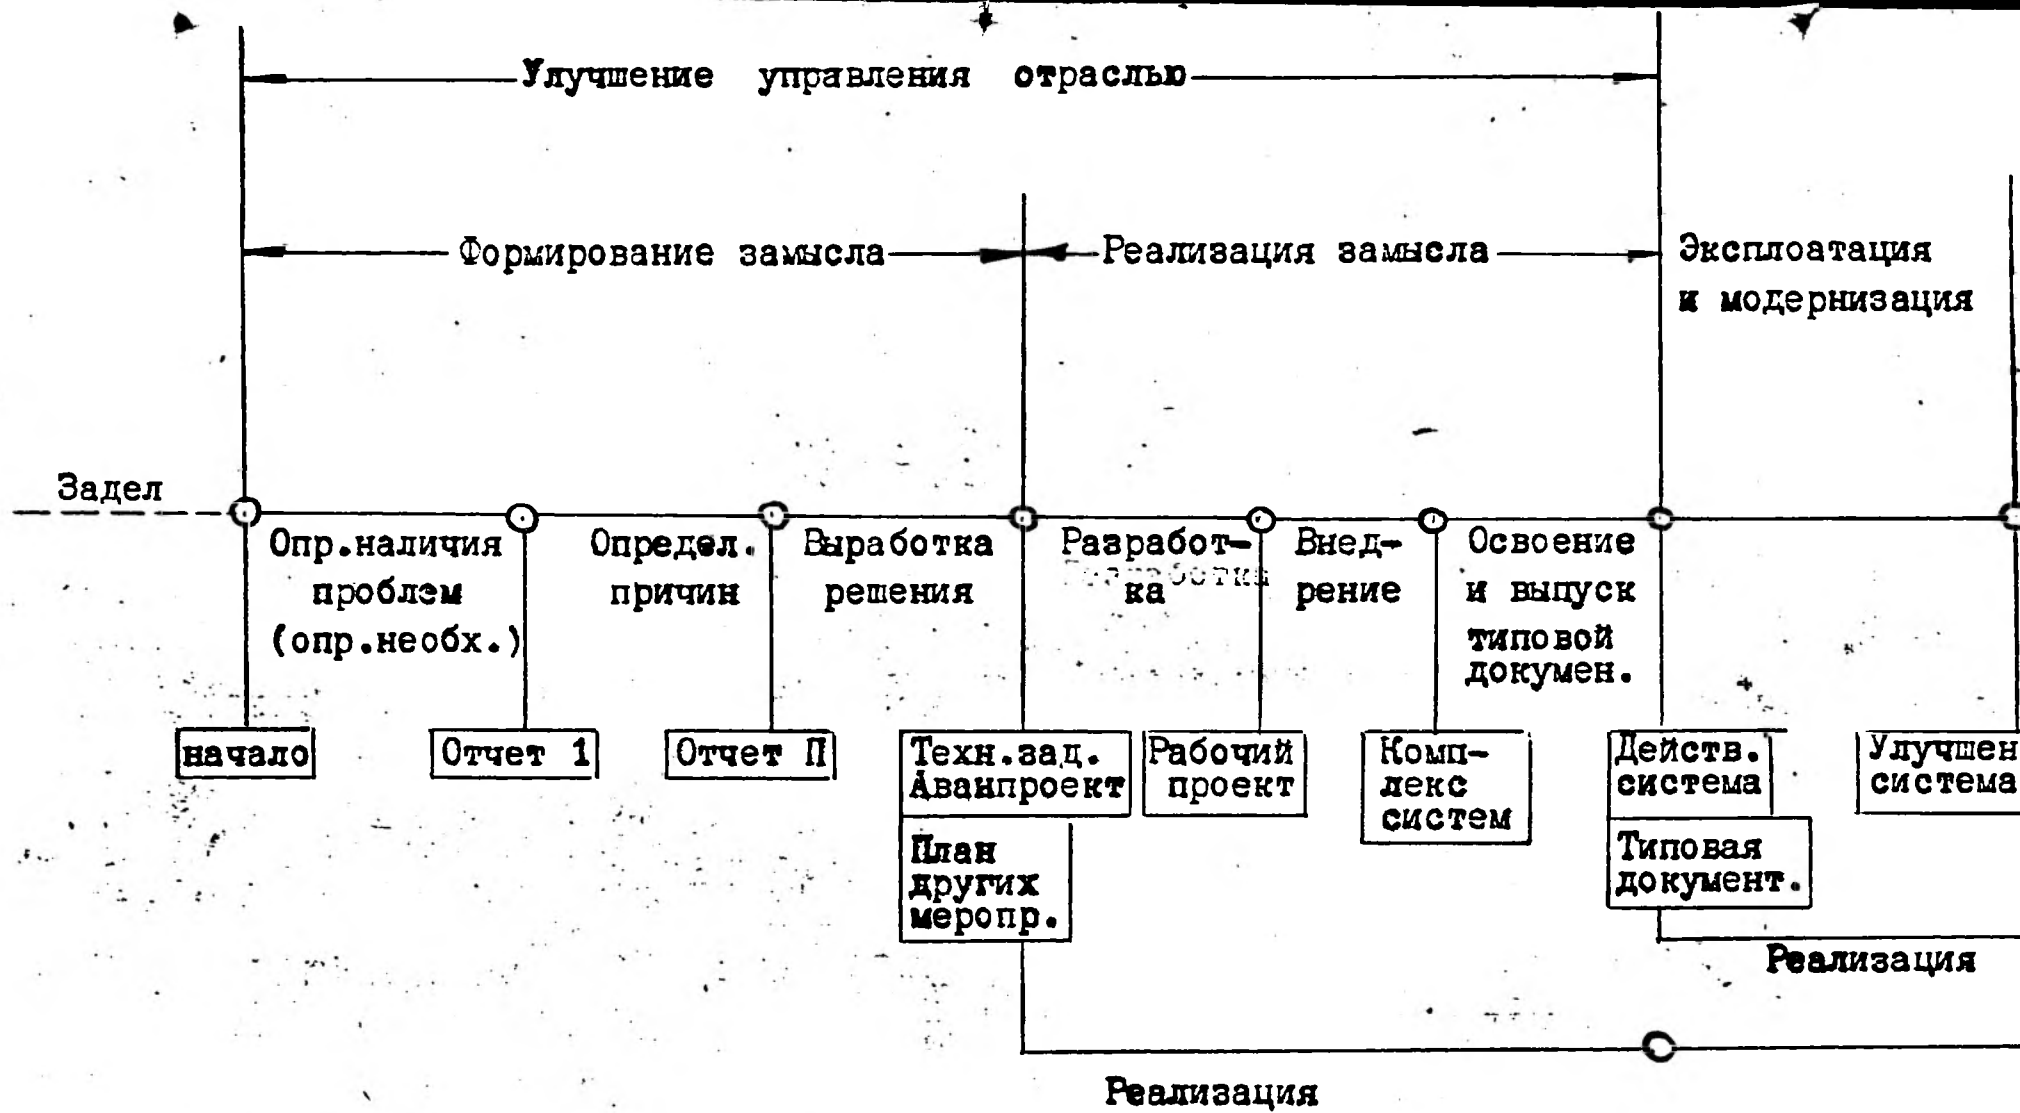 Улучшение управления отраслью
Формирование замысла
Реализация замысла
Эксплоатация
и модернизация
Задел
Опр.наличия
проблем
(опр.необх.)
Определ.
причин
Выработка
решения
Разработ-
ка
Внед-
рение
Освоение
и выпуск
типовой
докумен.
начало
Отчет 1
Отчет П
Техн.зад.
Аванпроект
План
других
меропр.
Рабочий
проект
Комп-
лекс
систем
Действ.
система
Типовая
документ.
Улучшен
система
Реализация
Реализация